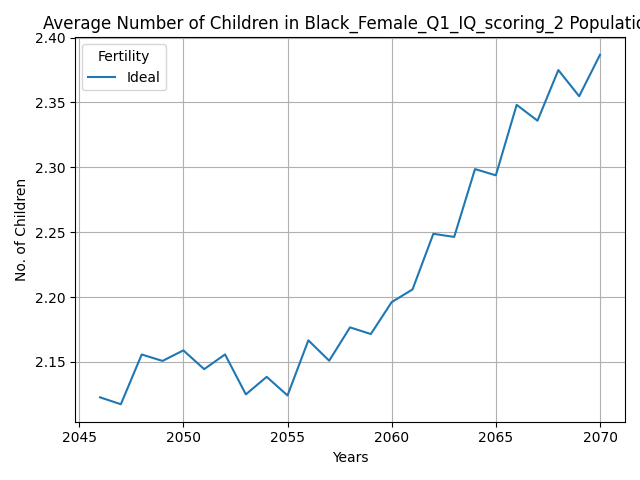 Average Number of Children in Black_Female_Q1_IQ_scoring_2 Populatio
Fertility
Ideal
2.40
2.35
2.30
2.25
2.20
2.15
No. of Children
2045 2050 2055 2060 2065 2070
Years